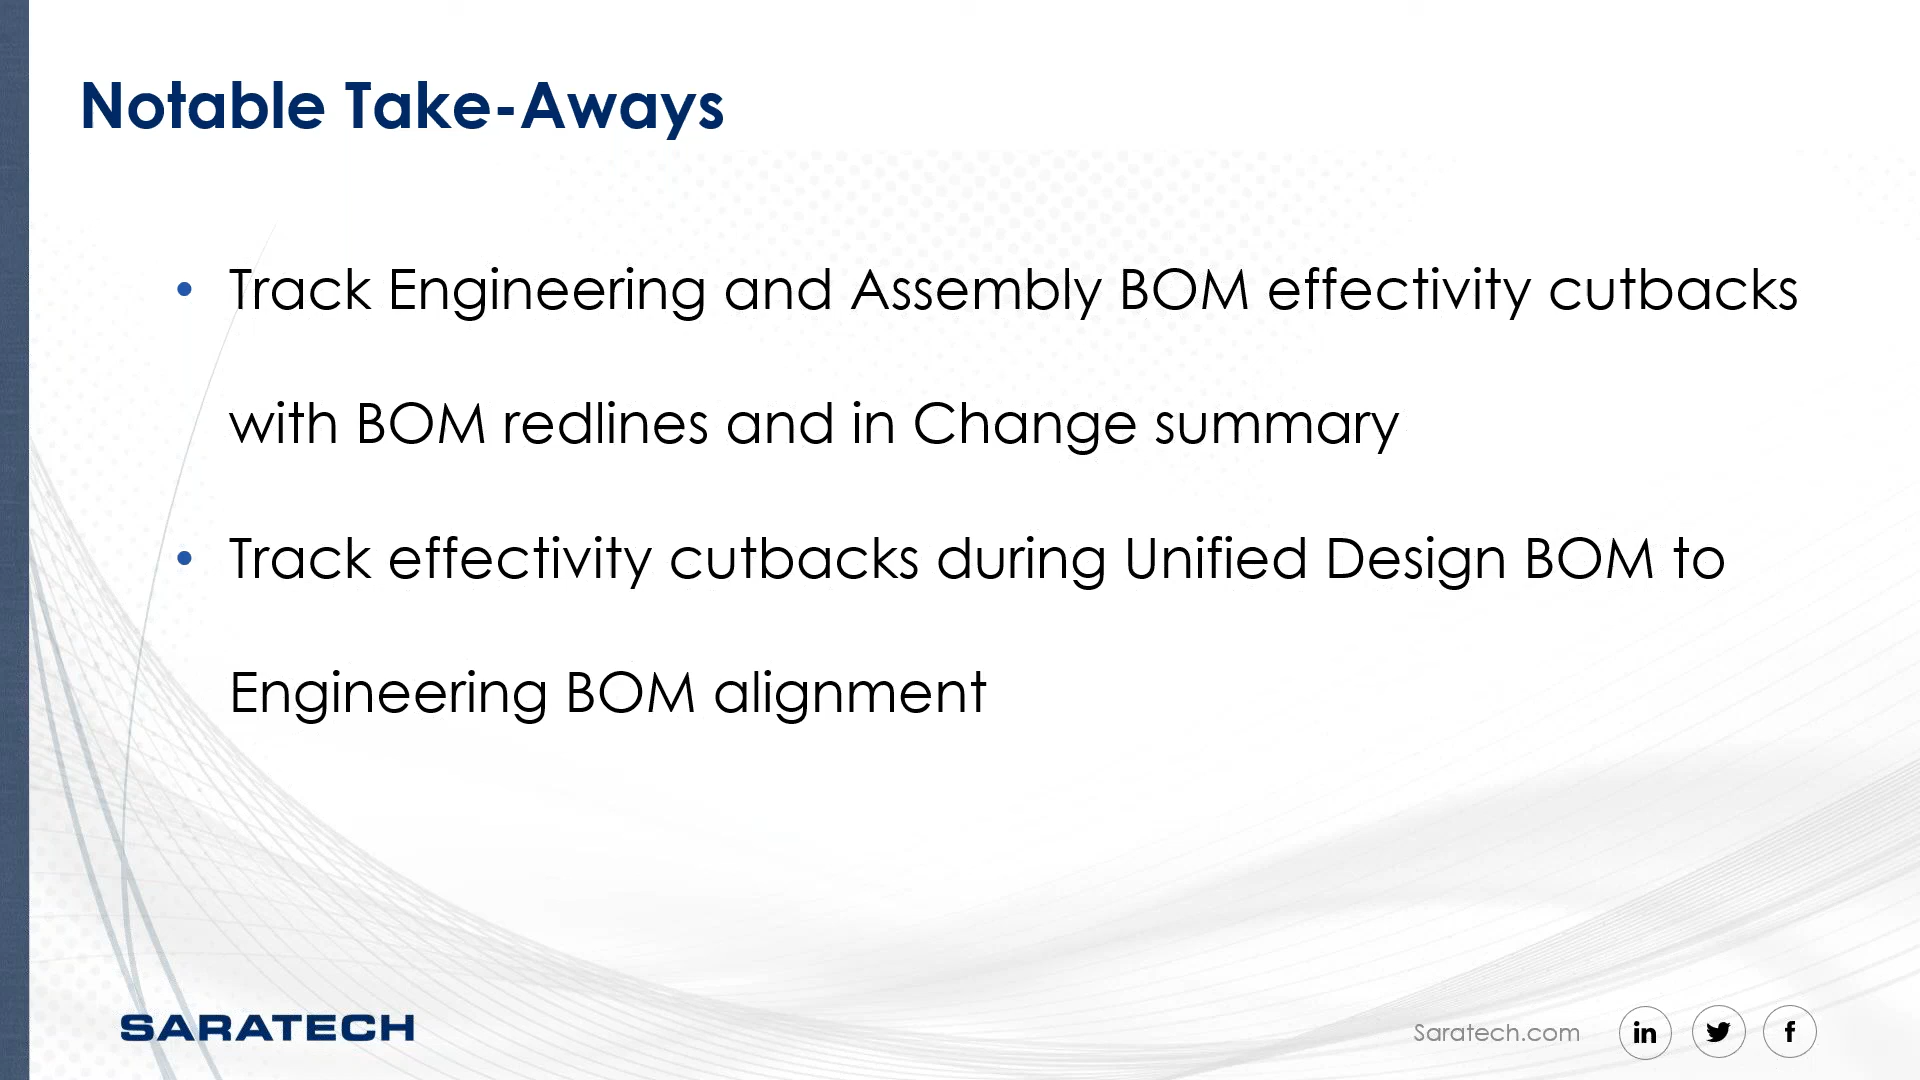 Notable Take-Aways
• Track Engineering and Assembly BOM effectivity cutbacks
with BOM redlines and in Change summary
• Track effectivity cutbacks during Unified Design BOM to
Engineering BOM alignment
SARATECH
Saratech.com
in
f